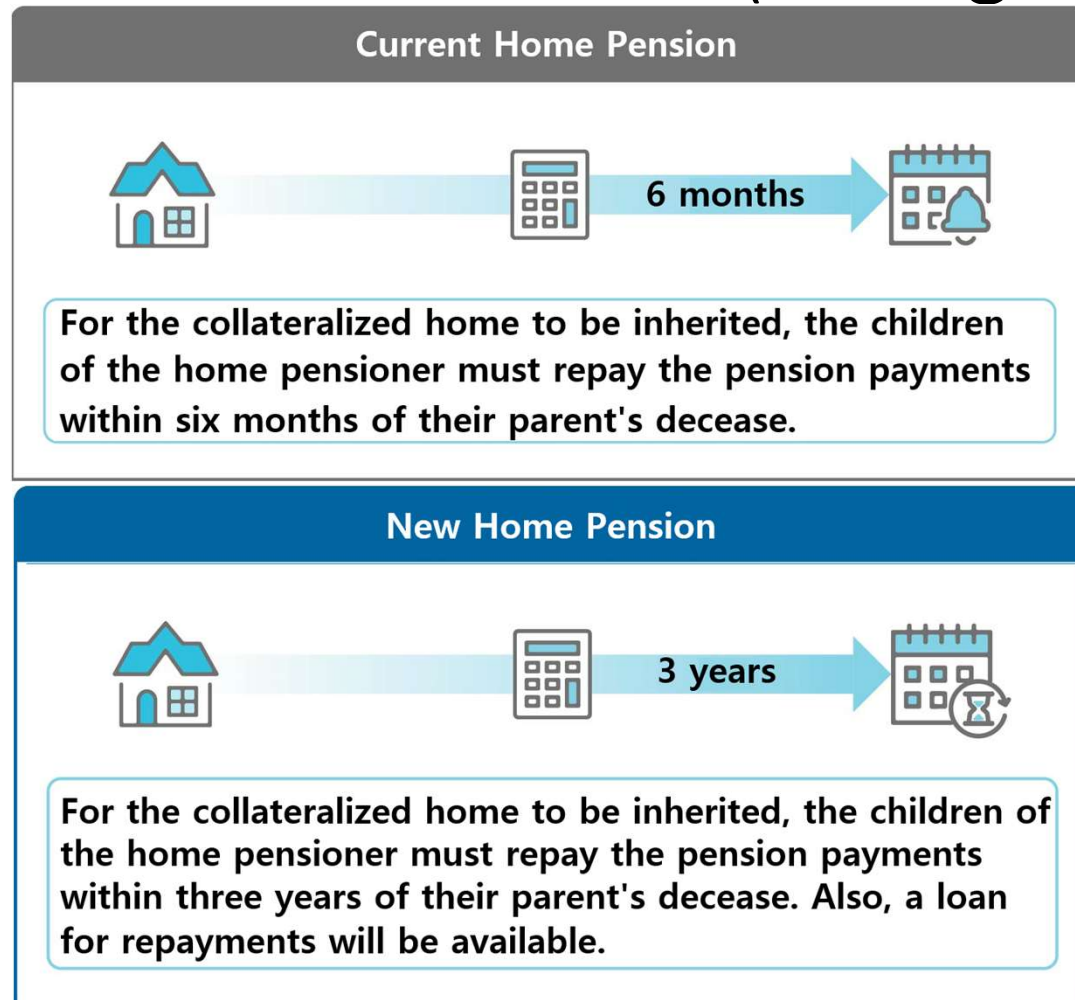 Current Home Pension
6 months
For the collateralized home to be inherited, the children
of the home pensioner must repay the pension payments
within six months of their parent's decease.
New Home Pension
3 years
For the collateralized home to be inherited, the children of
the home pensioner must repay the pension payments
within three years of their parent's decease. Also, a loan
for repayments will be available.